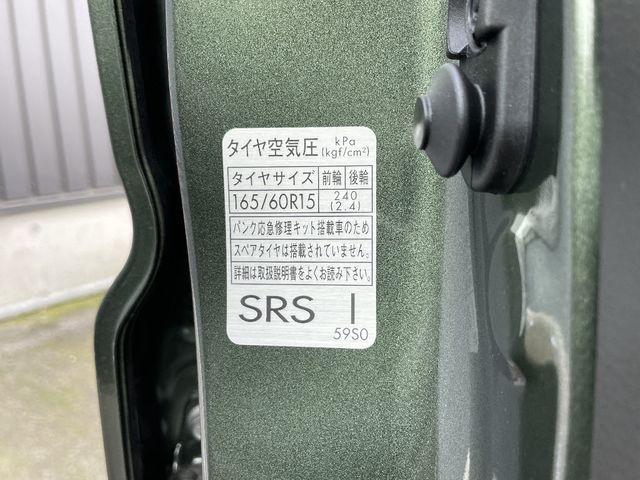 タイヤ空気圧 kPa (kgf/cm²)
タイヤサイズ 前輪 後輪
165/60R15 240 (2.4)
パンク応急修理キット搭載車のため
スペアタイヤは搭載されていません。
詳細は取扱説明書をよくお読み下さい。
SRS I
59S0